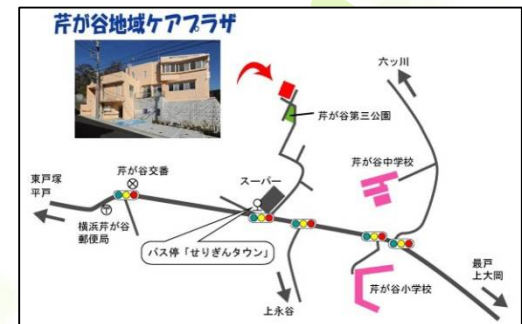 芹が谷地域ケアプラザ
六ッ川
芹が谷第三公園
芹が谷中学校
スーパー
芹が谷交番
東戸塚
平戸
横浜芹が谷
郵便局
バス停「せりぎんタウン」
上永谷
芹が谷小学校
最戸
上大岡